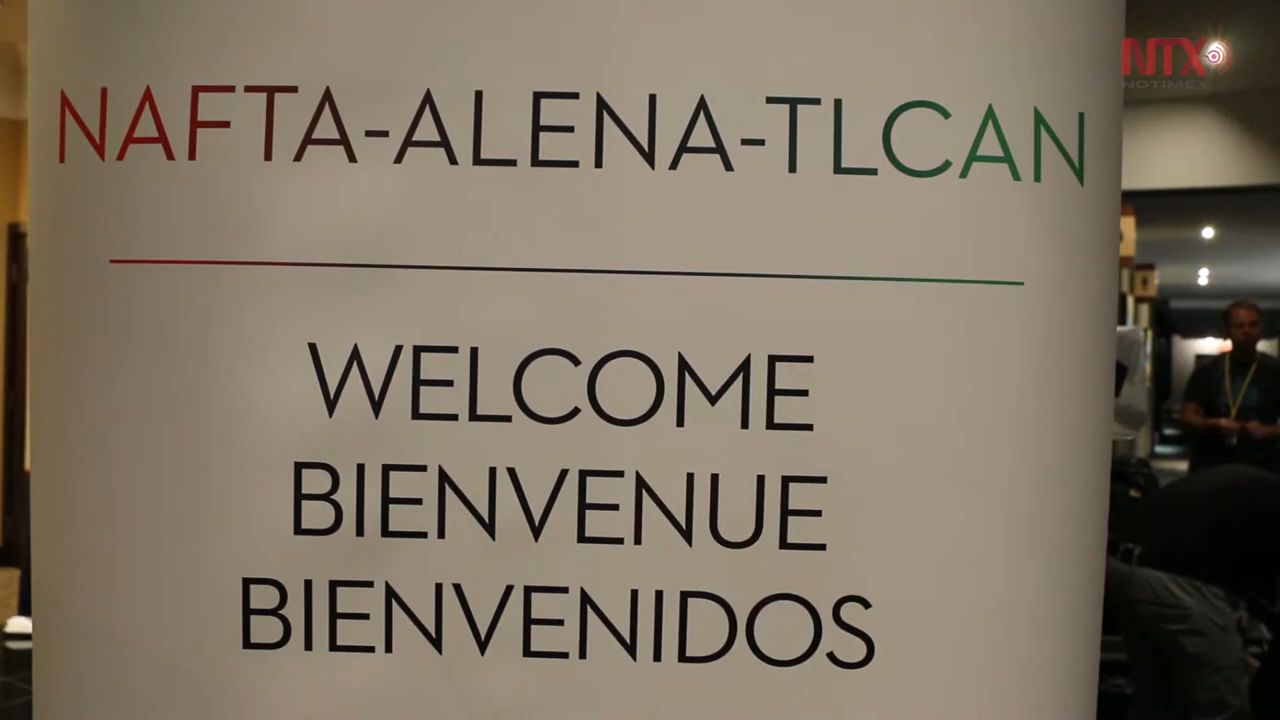 NTX
NOTIMEX
NAFTA-ALENA-TLCAN
WELCOME
BIENVENUE
BIENVENIDOS